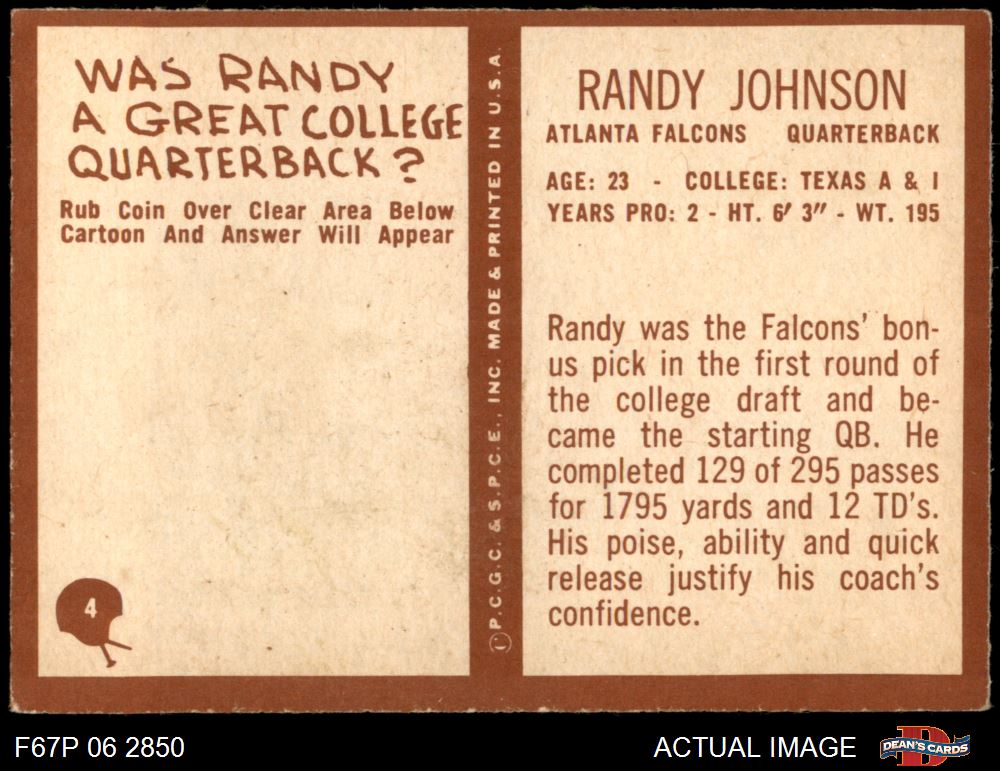 WAS RANDY
A GREAT COLLEGE
QUARTERBACK?
Rub Coin Over Clear Area Below
Cartoon And Answer Will Appear
4
© P.C.G.C. & S.P.C.E., INC. MADE & PRINTED IN U.S.A.
RANDY JOHNSON
ATLANTA FALCONS QUARTERBACK
AGE: 23 - COLLEGE: TEXAS A & I
YEARS PRO: 2 - HT. 6' 3" - WT. 195
Randy was the Falcons' bon-
us pick in the first round of
the college draft and be-
came the starting QB. He
completed 129 of 295 passes
for 1795 yards and 12 TD's.
His poise, ability and quick
release justify his coach's
confidence.
F67P 06 2850
ACTUAL IMAGE
DEAN'S CARDS